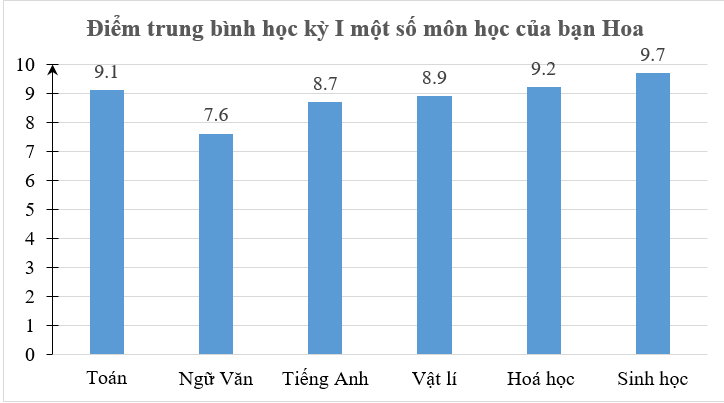 Điểm trung bình học kỳ I một số môn học của bạn Hoa
10
9
8
7
6
5
4
3
2
1
0
9.1
7.6
8.7
8.9
9.2
9.7
Toán
Ngữ Văn
Tiếng Anh
Vật lí
Hoá học
Sinh học